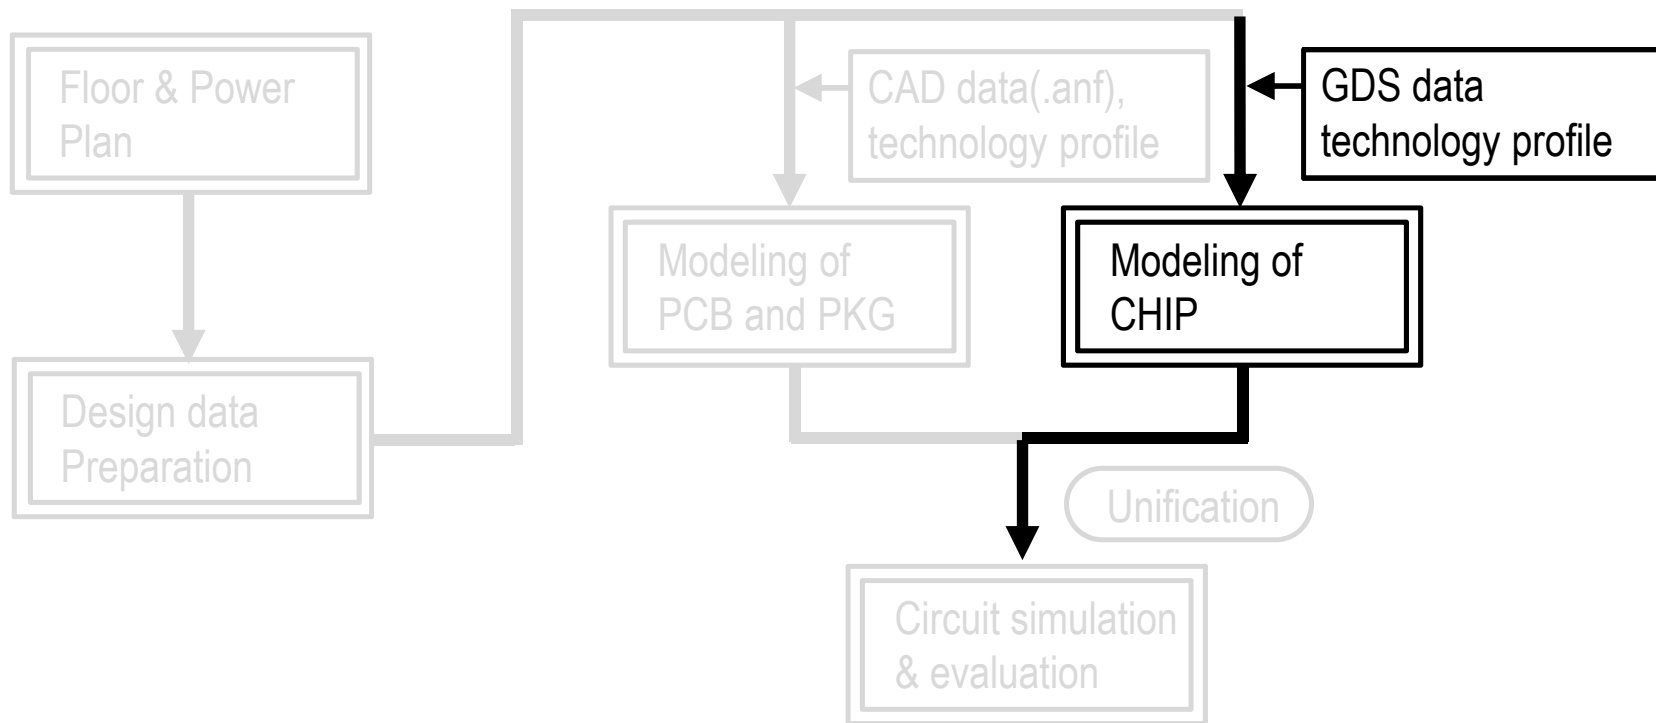 Floor & Power
Plan
CAD data(.anf),
technology profile
GDS data
technology profile
Modeling of
PCB and PKG
Modeling of
CHIP
Design data
Preparation
Unification
Circuit simulation
& evaluation